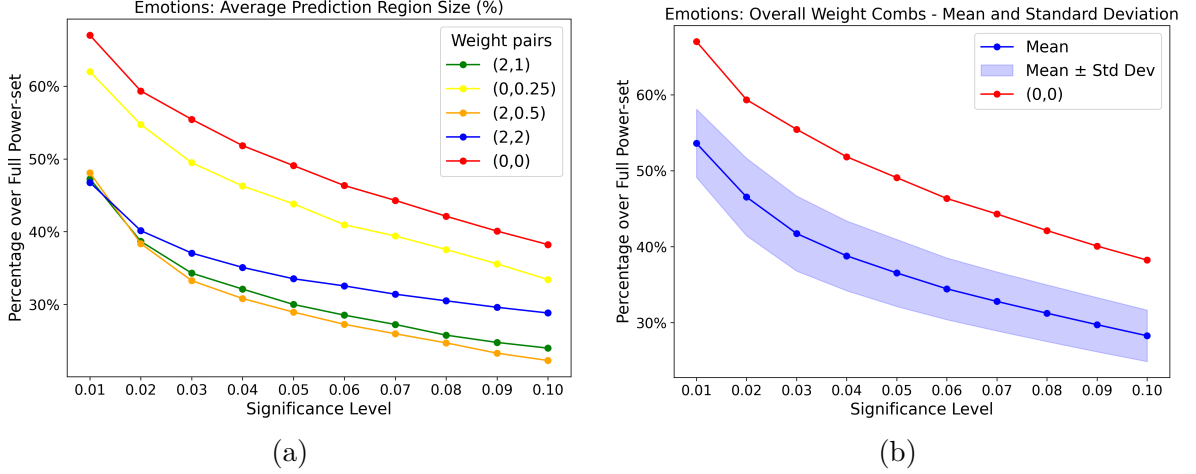 Emotions: Average Prediction Region Size (%)
Percentage over Full Power-set
60%
50%
40%
30%
Weight pairs
(2,1)
(0,0.25)
(2,0.5)
(2,2)
(0,0)
0.01 0.02 0.03 0.04 0.05 0.06 0.07 0.08 0.09 0.10
Significance Level
(a)
Emotions: Overall Weight Combs - Mean and Standard Deviation
Percentage over Full Power-set
60%
50%
40%
30%
Mean
Mean ± Std Dev
(0,0)
0.01 0.02 0.03 0.04 0.05 0.06 0.07 0.08 0.09 0.10
Significance Level
(b)